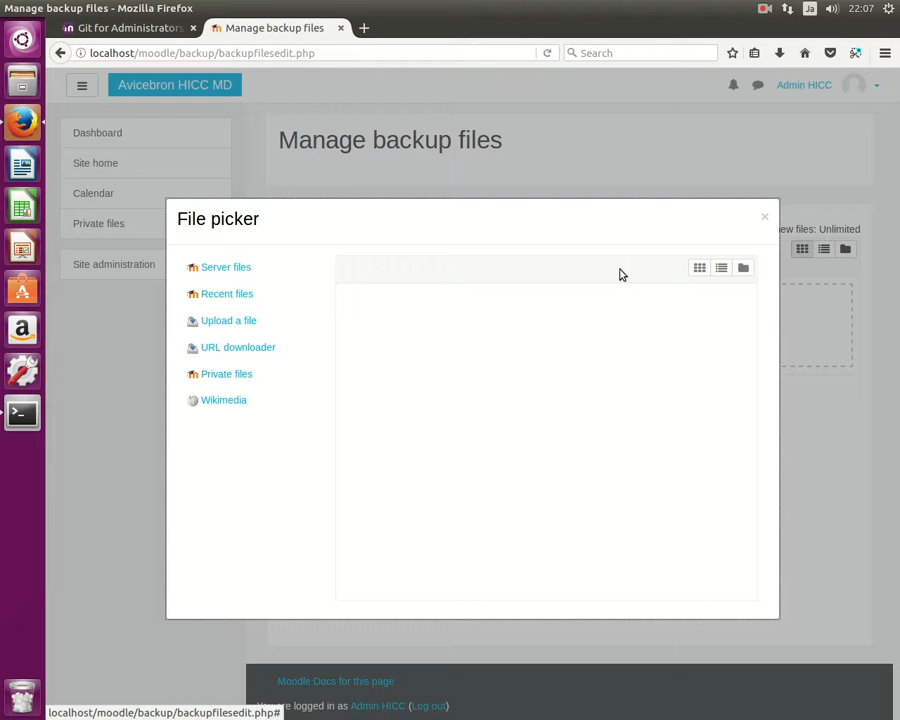 Manage backup files - Mozilla Firefox
Ja
22:07
Git for Administrators
Manage backup files
localhost/moodle/backup/backupfilesedit.php
Search
Avicebron HICC MD
Admin HICC
Dashboard
Site home
Calendar
Private files
Site administration
Manage backup files
new files: Unlimited
File picker
Server files
Recent files
Upload a file
URL downloader
Private files
Wikimedia
Moodle Docs for this page
are logged in as Admin HICC (Log out)
localhost/moodle/backup/backupfilesedit.php#